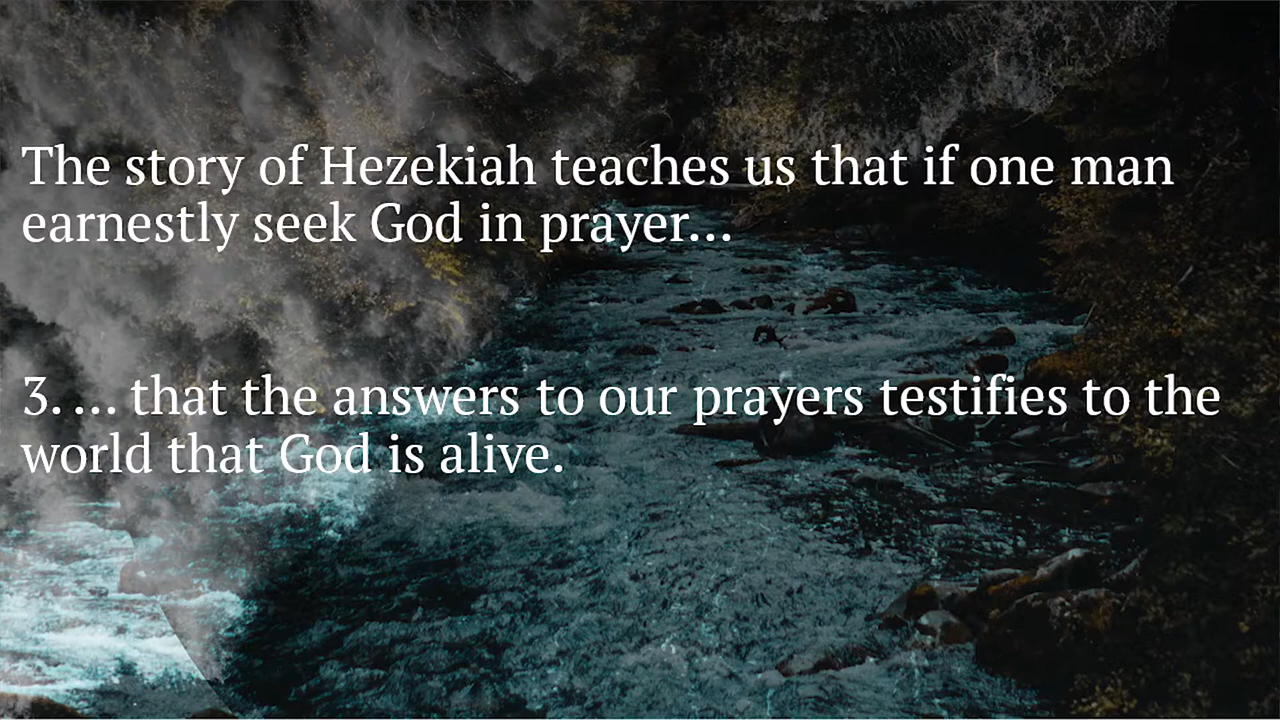 The story of Hezekiah teaches us that if one man
earnestly seek God in prayer…
3. … that the answers to our prayers testifies to the
world that God is alive.